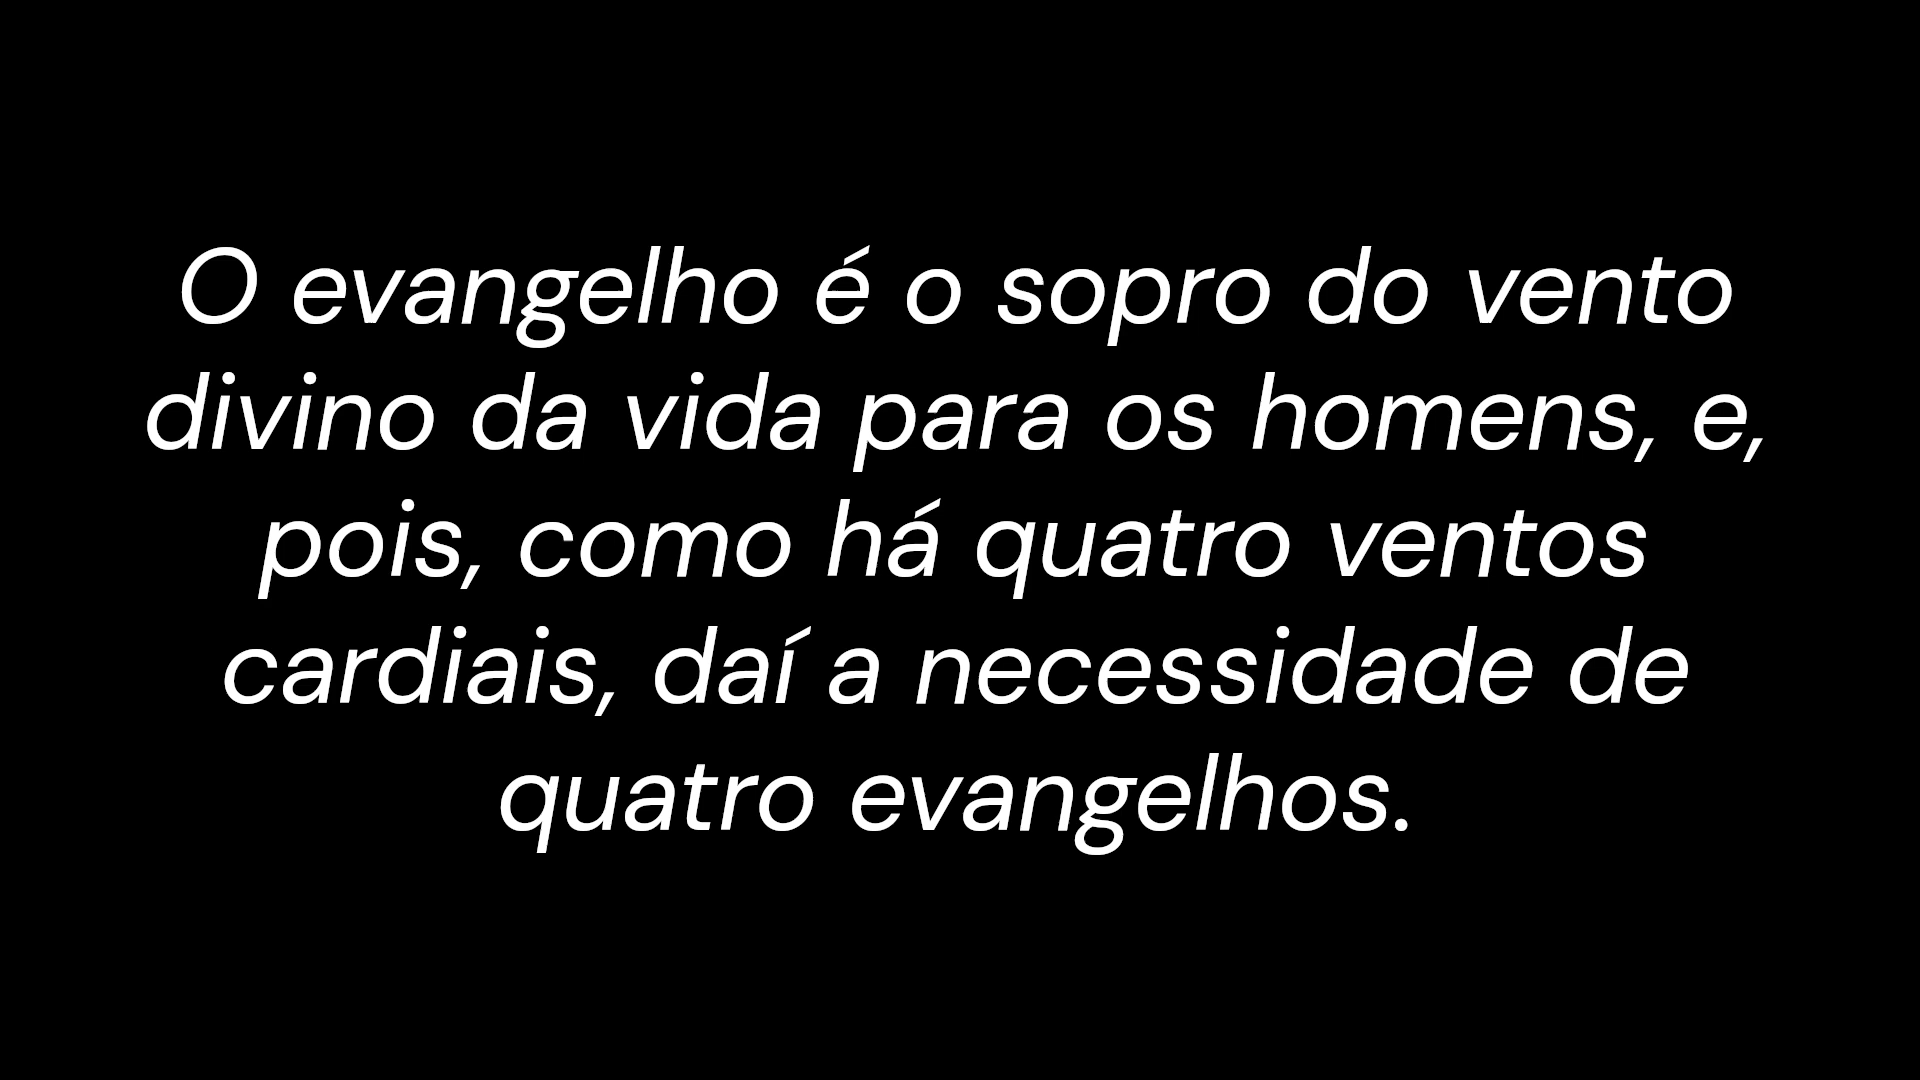 O evangelho é o sopro do vento
divino da vida para os homens, e,
pois, como há quatro ventos
cardiais, daí a necessidade de
quatro evangelhos.